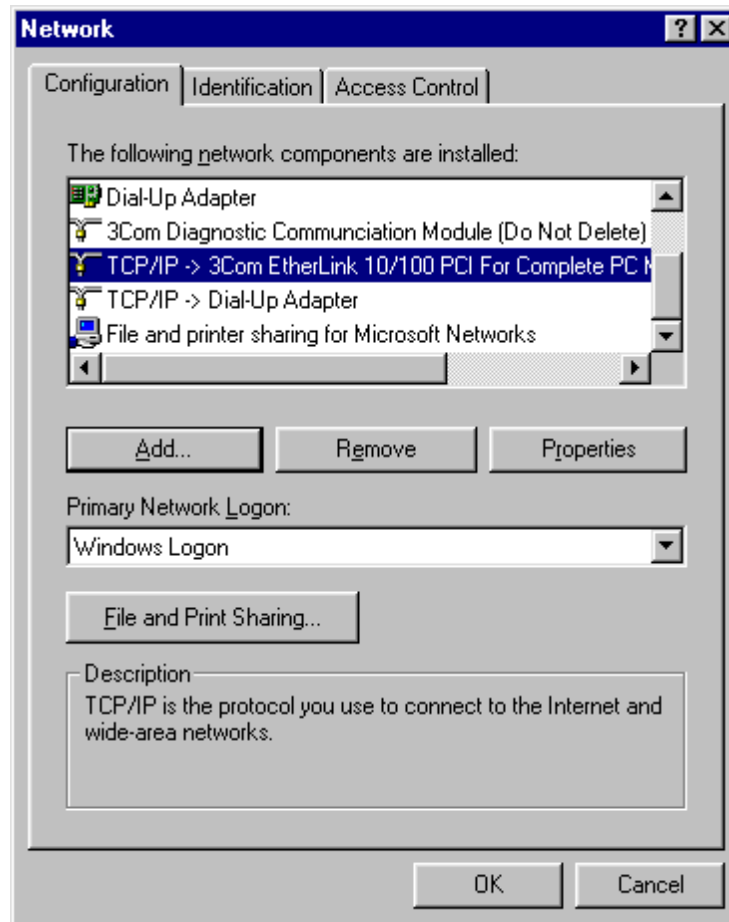 Network
Configuration Identification Access Control
The following network components are installed:
Dial-Up Adapter
3Com Diagnostic Communciation Module (Do Not Delete)
TCP/IP -> 3Com EtherLink 10/100 PCI For Complete PC
TCP/IP -> Dial-Up Adapter
File and printer sharing for Microsoft Networks
Add... Remove Properties
Primary Network Logon:
Windows Logon
File and Print Sharing...
Description
TCP/IP is the protocol you use to connect to the Internet and
wide-area networks.
OK Cancel